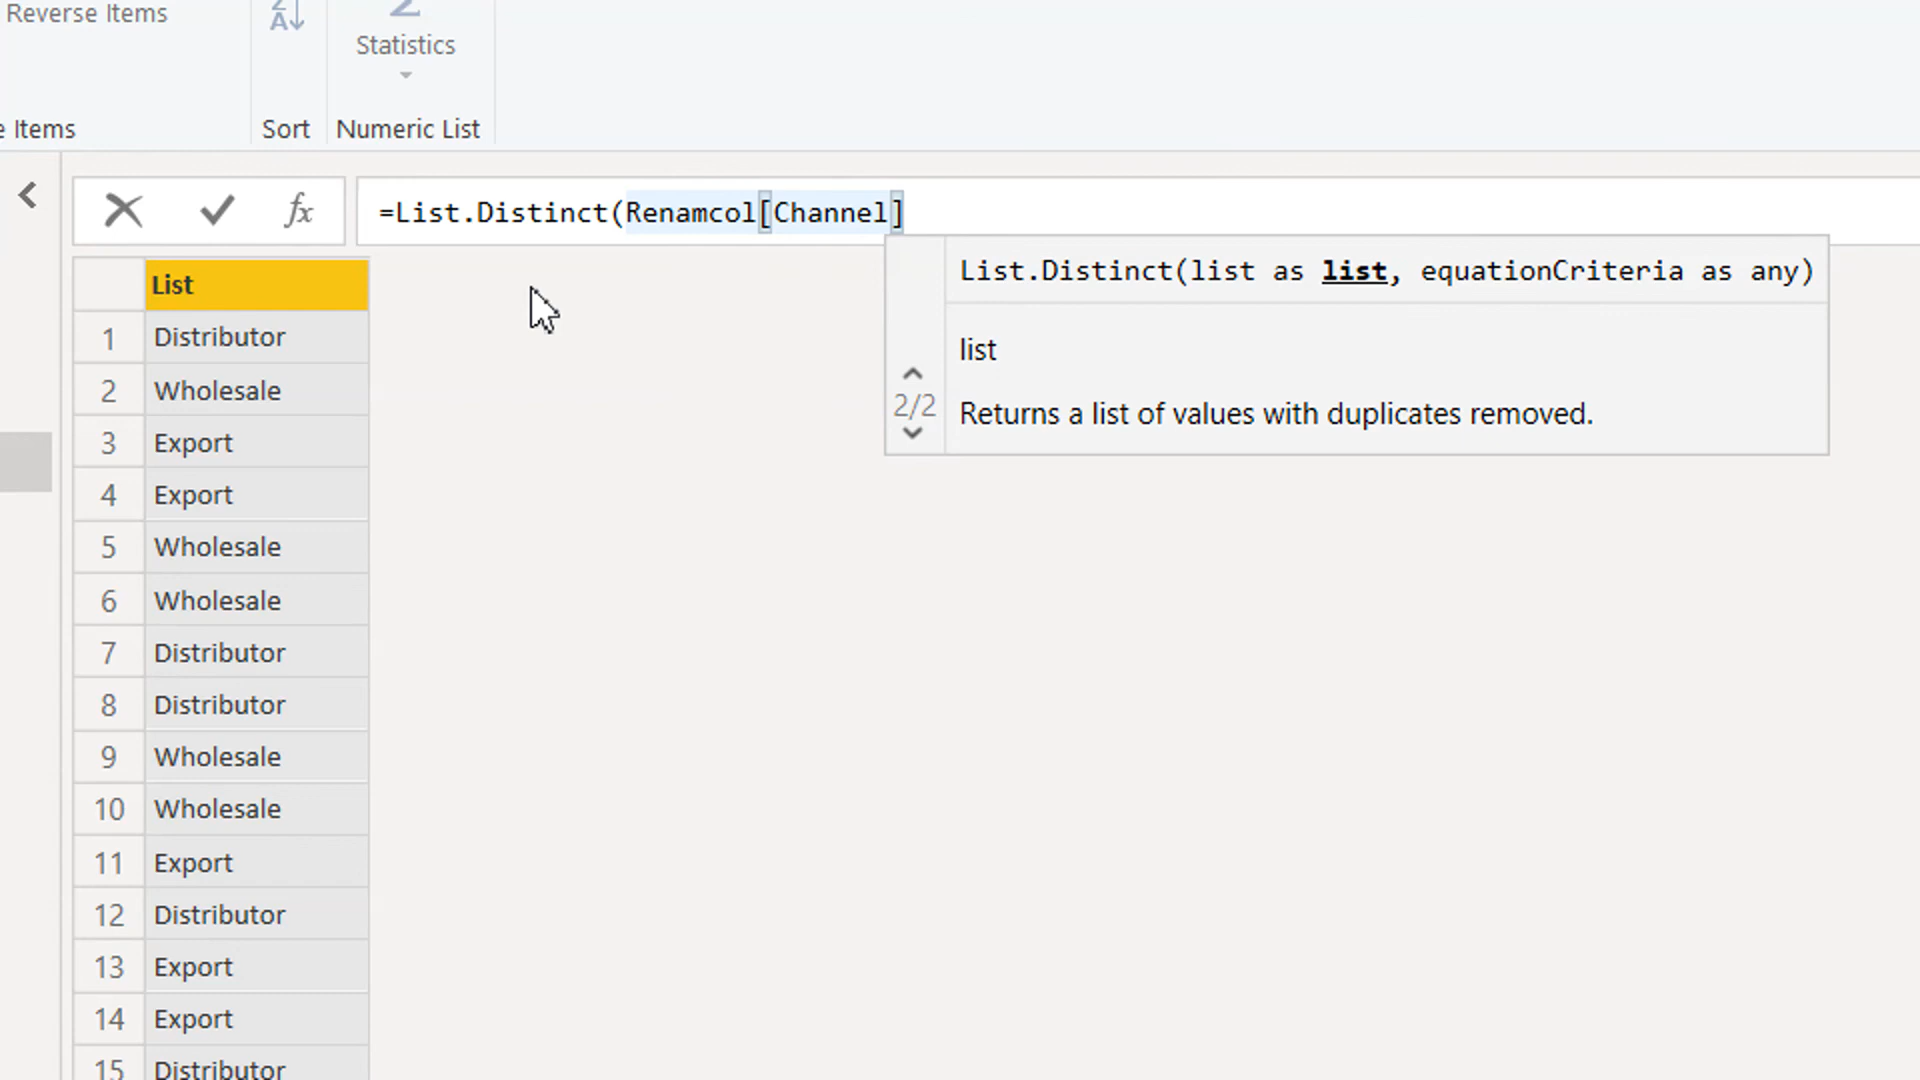 Reverse Items
Statistics
e Items
Sort
Numeric List
fx
=List.Distinct(Renamcol[Channel]
List.Distinct(list as list, equationCriteria as any)
list
2/2
Returns a list of values with duplicates removed.
List
1 Distributor
2 Wholesale
3 Export
4 Export
5 Wholesale
6 Wholesale
7 Distributor
8 Distributor
9 Wholesale
10 Wholesale
11 Export
12 Distributor
13 Export
14 Export
15 Distributor